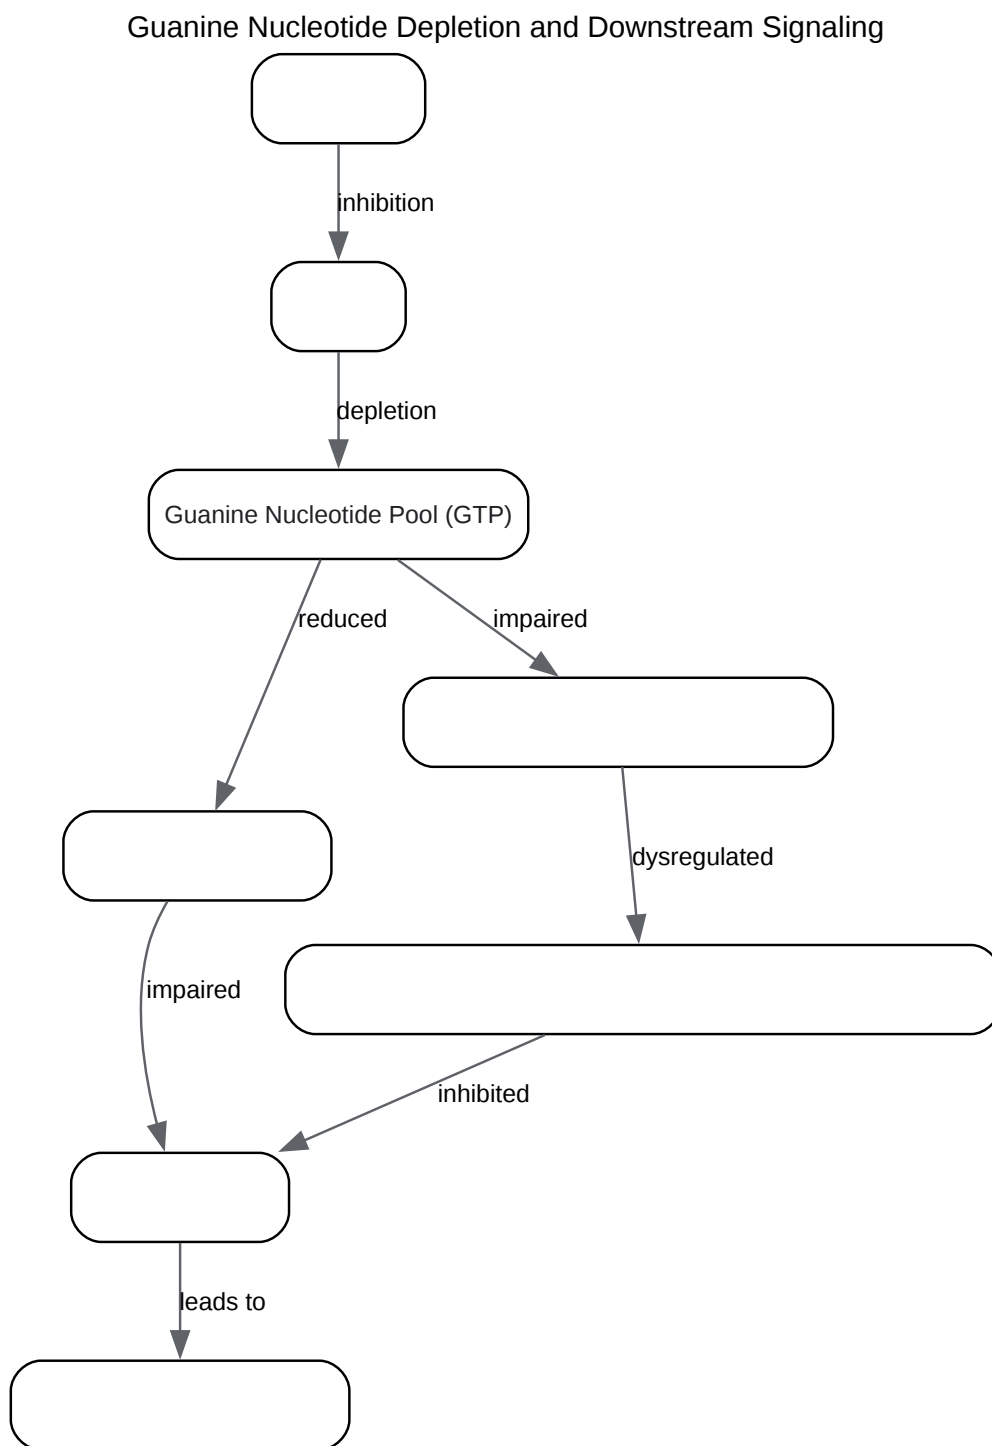 Guanine Nucleotide Depletion and Downstream Signaling
inhibition
depletion
Guanine Nucleotide Pool (GTP)
reduced
impaired
dysregulated
impaired
inhibited
leads to